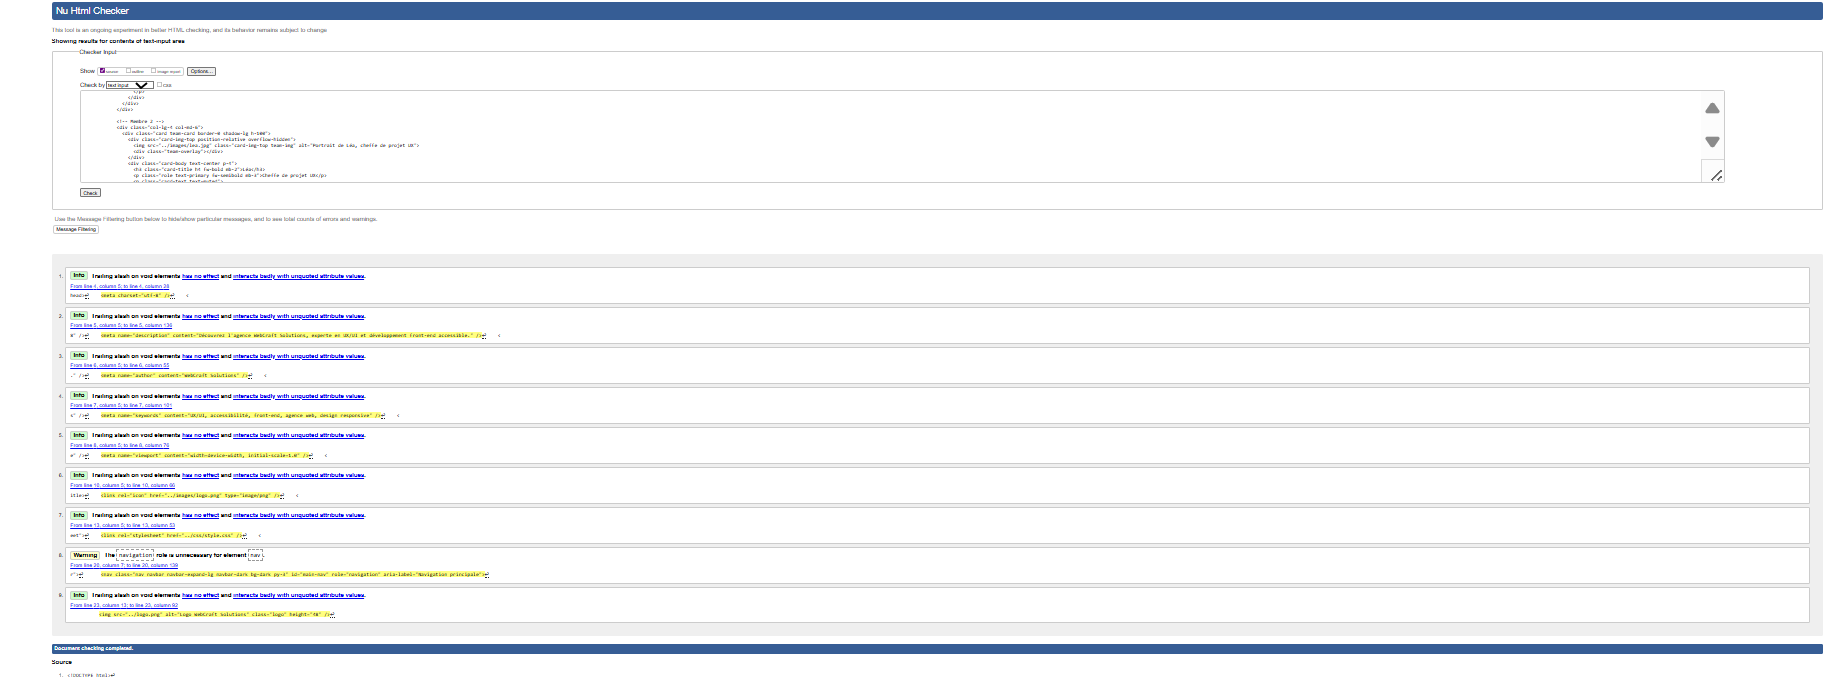 Nu Html Checker
This tool is an ongoing experiment in better HTML checking, and its behavior remains subject to change
Showing results for contents of text-input area
Checker Input
Show source outline image report Options...
Check by text input css
</p>
</div>
</div>
</div>
<!-- Membre 2 -->
<div class="col-lg-4 col-md-6">
<div class="card team-card border-0 shadow-lg h-100">
<div class="card-img-top position-relative overflow-hidden">
<img src="../images/lea.jpg" class="card-img-top team-img" alt="Portrait de Léa, cheffe de projet UX">
<div class="team-overlay"></div>
</div>
<div class="card-body text-center p-4">
<h3 class="card-title h4 fw-bold mb-2">Léa</h3>
<p class="role text-primary fw-semibold mb-3">Cheffe de projet UX</p>
<p class="card-text text-muted">
Check
Use the Message Filtering button below to hide/show particular messages, and to see total counts of errors and warnings.
Message Filtering
1. Info Trailing slash on void elements has no effect and interacts badly with unquoted attribute values.
From line 4, column 5; to line 4, column 28
head>↩ <meta charset="utf-8" />↩ <
2. Info Trailing slash on void elements has no effect and interacts badly with unquoted attribute values.
From line 5, column 5; to line 5, column 136
8" />↩ <meta name="description" content="Découvrez l'agence WebCraft Solutions, experte en UX/UI et développement front-end accessible." />↩ <
3. Info Trailing slash on void elements has no effect and interacts badly with unquoted attribute values.
From line 6, column 5; to line 6, column 55
." />↩ <meta name="author" content="WebCraft Solutions" />↩ <
4. Info Trailing slash on void elements has no effect and interacts badly with unquoted attribute values.
From line 7, column 5; to line 7, column 101
s" />↩ <meta name="keywords" content="UX/UI, accessibilité, front-end, agence web, design responsive" />↩ <
5. Info Trailing slash on void elements has no effect and interacts badly with unquoted attribute values.
From line 8, column 5; to line 8, column 76
e" />↩ <meta name="viewport" content="width=device-width, initial-scale=1.0" />↩ <
6. Info Trailing slash on void elements has no effect and interacts badly with unquoted attribute values.
From line 10, column 5; to line 10, column 66
itle>↩ <link rel="icon" href="../images/logo.png" type="image/png" />↩ <
7. Info Trailing slash on void elements has no effect and interacts badly with unquoted attribute values.
From line 13, column 5; to line 13, column 53
eet">↩ <link rel="stylesheet" href="../css/style.css" />↩ <
8. Warning The navigation role is unnecessary for element nav.
From line 20, column 7; to line 20, column 139
r">↩ <nav class="nav navbar navbar-expand-lg navbar-dark bg-dark py-3" id="main-nav" role="navigation" aria-label="Navigation principale">↩
9. Info Trailing slash on void elements has no effect and interacts badly with unquoted attribute values.
From line 23, column 13; to line 23, column 92
<img src="../logo.png" alt="Logo WebCraft Solutions" class="logo" height="48" />↩
Document checking completed.
Source
1. <!DOCTYPE html>↩